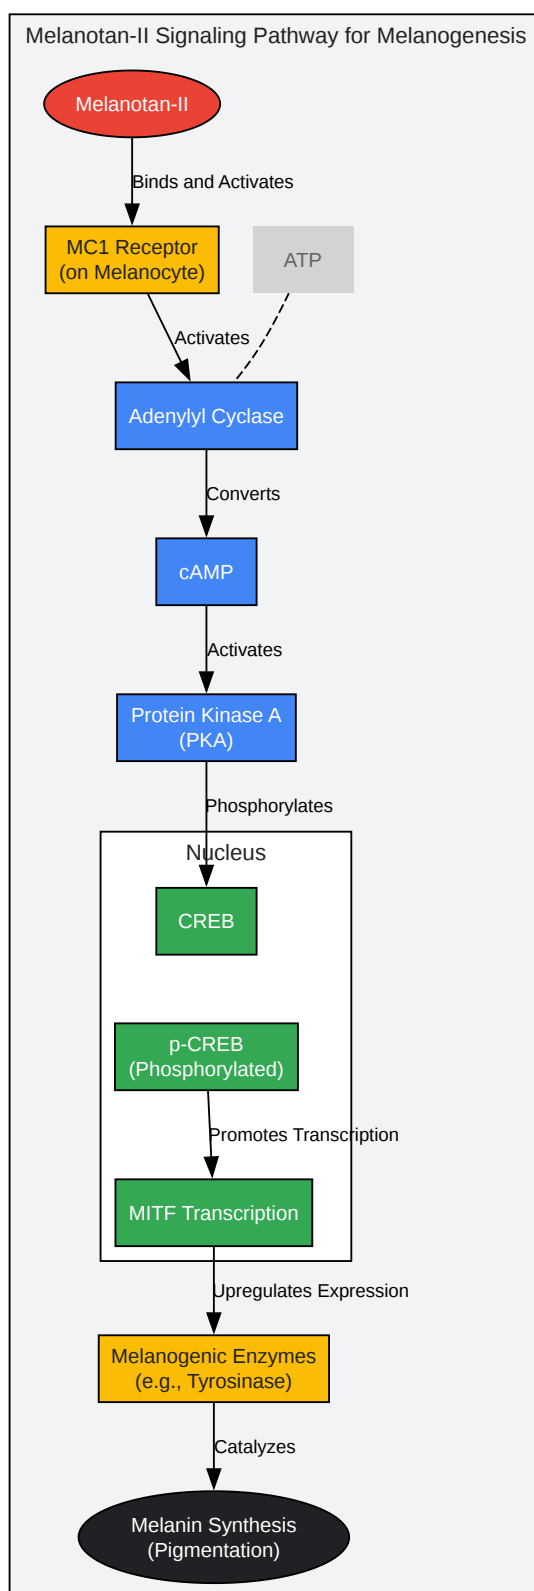 Melanotan-II Signaling Pathway for Melanogenesis
Melanotan-II
Binds and Activates
MC1 Receptor
(on Melanocyte)
ATP
Activates
Adenylyl Cyclase
Converts
cAMP
Activates
Protein Kinase A
(PKA)
Phosphorylates
Nucleus
CREB
p-CREB
(Phosphorylated)
Promotes Transcription
MITF Transcription
Upregulates Expression
Melanogenic Enzymes
(e.g., Tyrosinase)
Catalyzes
Melanin Synthesis
(Pigmentation)